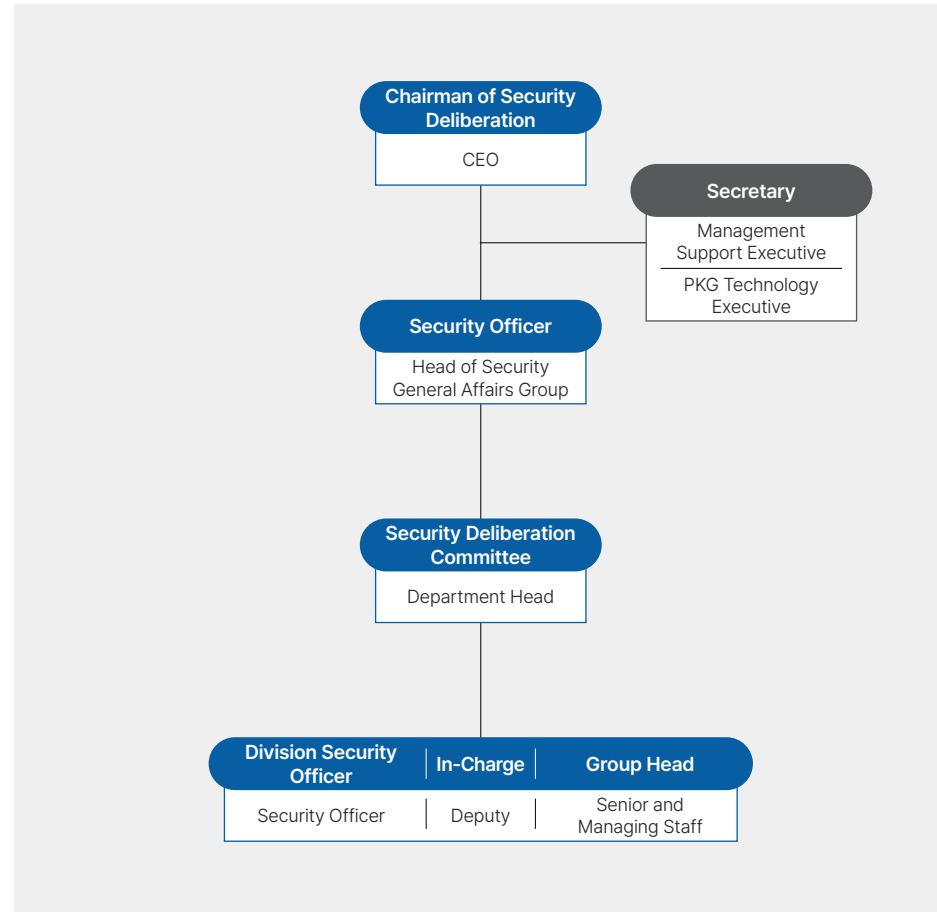 Chairman of Security
Deliberation
CEO
Secretary
Management
Support Executive
PKG Technology
Executive
Security Officer
Head of Security
General Affairs Group
Security Deliberation
Committee
Department Head
Division Security
Officer
In-Charge
Group Head
Security Officer
Deputy
Senior and
Managing Staff